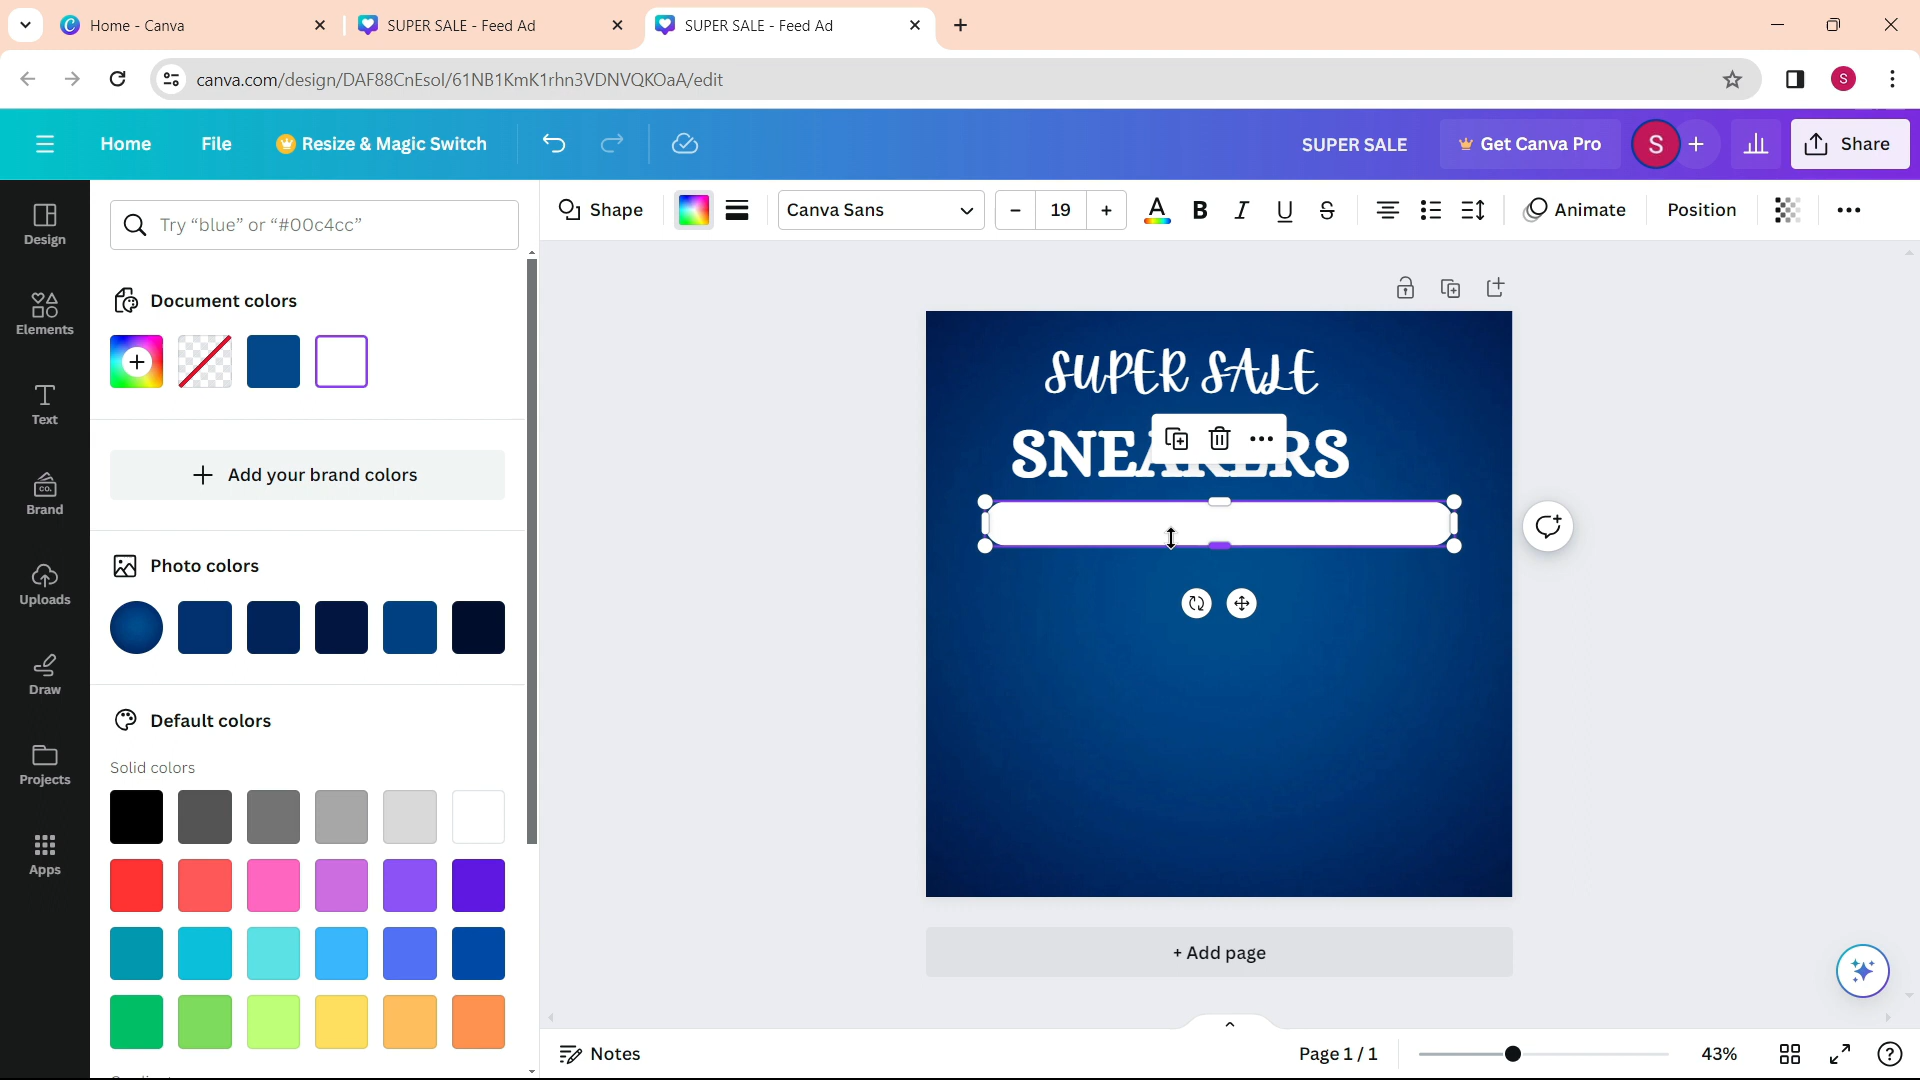 Home - Canva
SUPER SALE - Feed Ad
SUPER SALE - Feed Ad
canva.com/design/DAF88CnEsoI/61NB1KmK1rhn3VDNVQKOaA/edit
S
Home
File
Resize & Magic Switch
SUPER SALE
Get Canva Pro
S
Share
Design
Elements
Text
Brand
Uploads
Draw
Projects
Apps
Try “blue” or “#00c4cc”
Document colors
Add your brand colors
Photo colors
Default colors
Solid colors
Shape
Canva Sans
19
A
B
I
U
S
Animate
Position
SUPER SALE
SNEAKERS
+ Add page
Notes
Page 1 / 1
43%